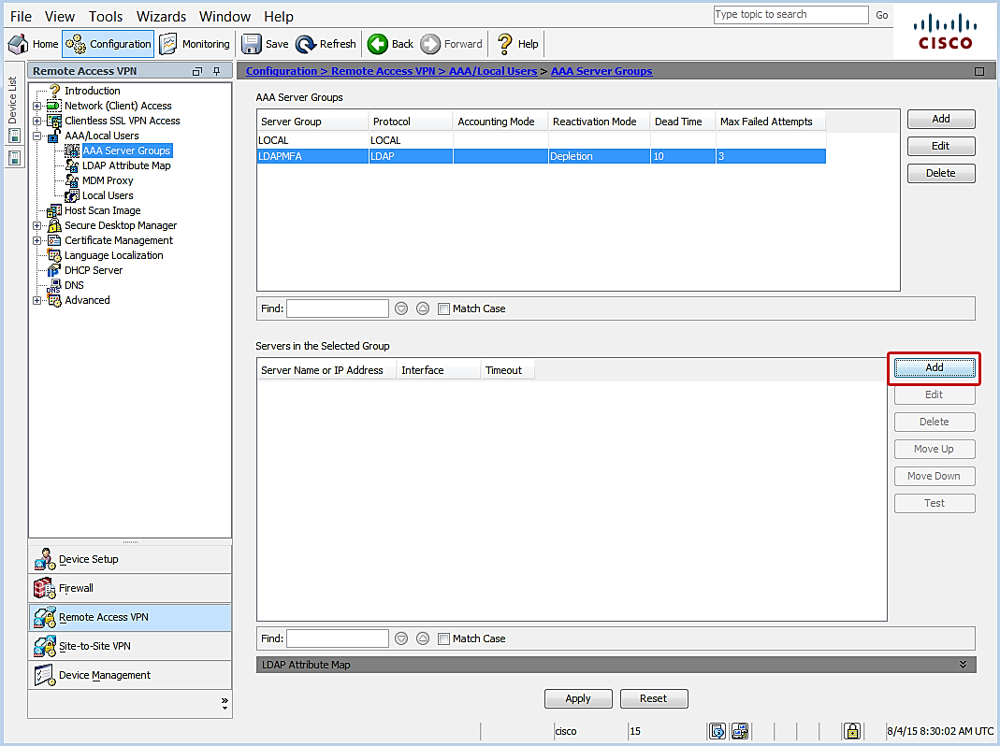 File View Tools Wizards Window Help
Type topic to search Go
CISCO
Home Configuration Monitoring Save Refresh Back Forward Help
Device List
Remote Access VPN
Configuration > Remote Access VPN > AAA/Local Users > AAA Server Groups
Introduction
Network (Client) Access
Clientless SSL VPN Access
AAA/Local Users
AAA Server Groups
LDAP Attribute Map
MDM Proxy
Local Users
Host Scan Image
Secure Desktop Manager
Certificate Management
Language Localization
DHCP Server
DNS
DNS
Advanced
Device Setup
Firewall
Remote Access VPN
Site-to-Site VPN
Device Management
AAA Server Groups
Server Group Protocol Accounting Mode Reactivation Mode Dead Time Max Failed Attempts
LOCAL LOCAL
LDAPMFA LDAP Depletion 10 3
Add
Edit
Delete
Find: Match Case
Servers in the Selected Group
Server Name or IP Address Interface Timeout
Add
Edit
Delete
Move Up
Move Down
Test
Find: Match Case
LDAP Attribute Map
Apply Reset
cisco 15 8/4/15 8:30:02 AM UTC